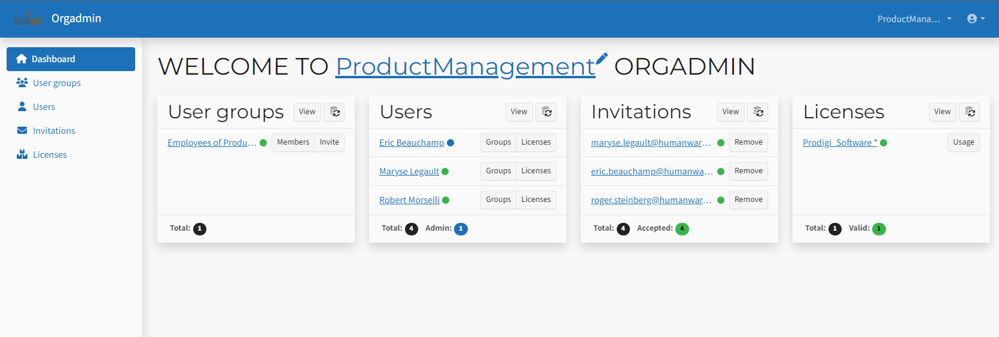 Orgadmin
ProductMana...
Dashboard
User groups
Users
Invitations
Licenses
WELCOME TO ProductManagement ORGADMIN
User groups View
Employees of Produ... Members Invite
Total: 1
Users View
Eric Beauchamp Groups Licenses
Maryse Legault Groups Licenses
Robert Morselli Groups Licenses
Total: 4 Admin: 1
Invitations View
maryse.legault@humanwar... Remove
eric.beauchamp@humanwa... Remove
roger.steinberg@humanwar... Remove
Total: 4 Accepted: 4
Licenses View
Prodigi_Software * Usage
Total: 1 Valid: 1